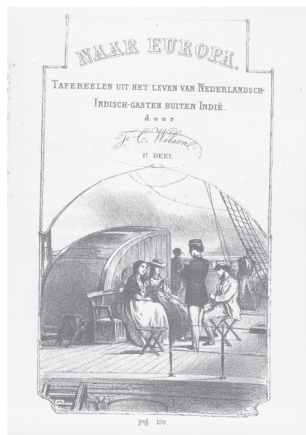 NAAR EUROPA.
TAFEREELEN UIT HET LEVEN VAN NEDERLANDSCH-
INDISCH-GASTEN BUITEN INDIË.
door
F. C. Wilsen
1e DEEL
pag. 159.